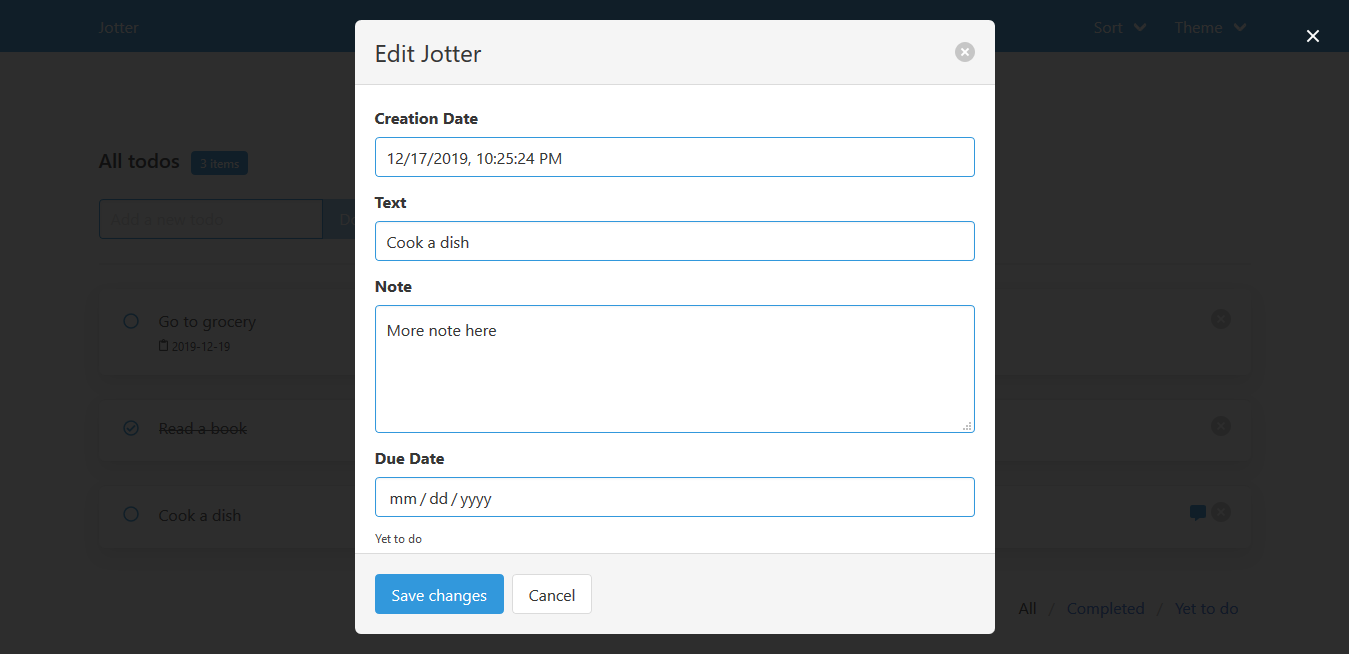 Jotter
Sort
Theme
Edit Jotter
All todos
3 items
Add a new todo
Creation Date
12/17/2019, 10:25:24 PM
Text
Cook a dish
Note
More note here
Due Date
mm / dd / yyyy
Yet to do
Save changes
Cancel
Go to grocery
2019-12-19
Read a book
Cook a dish
All / Completed / Yet to do